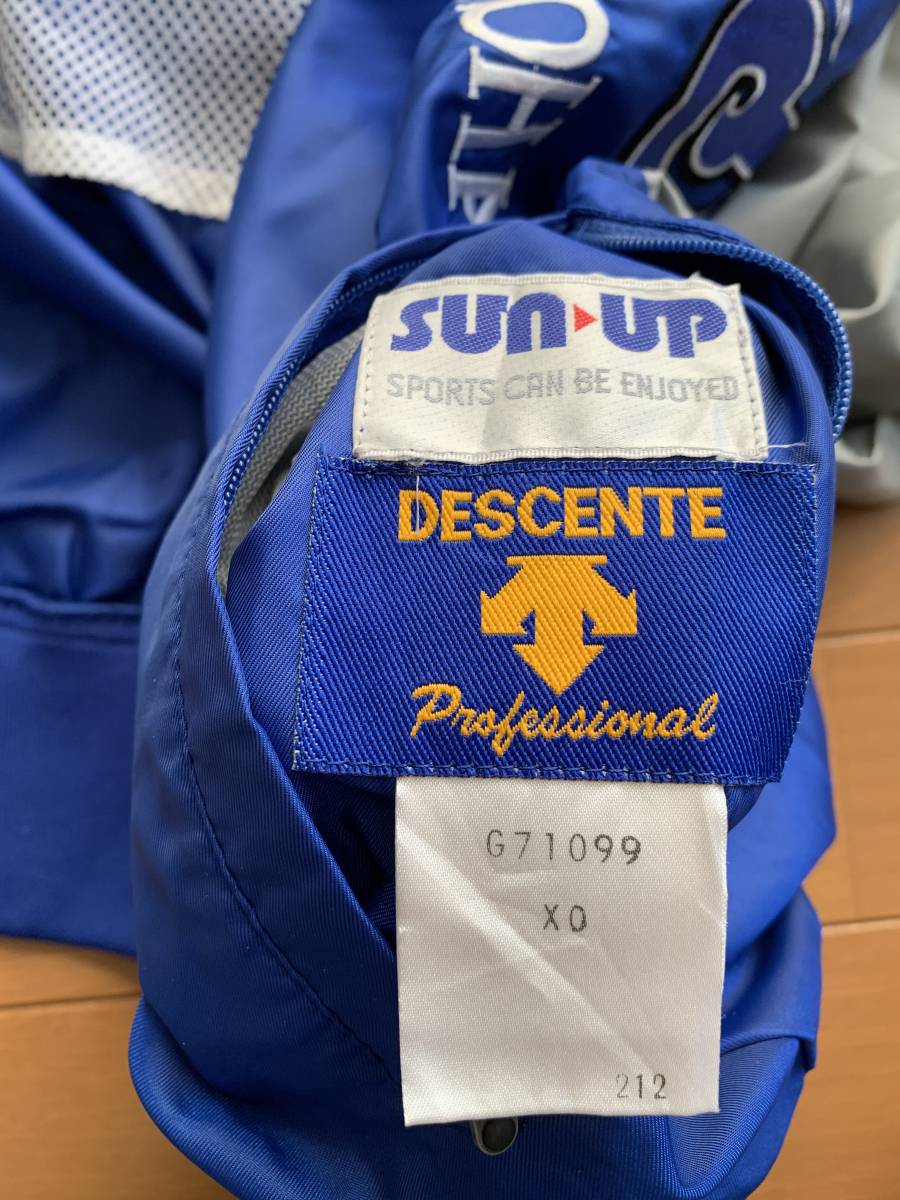 SUN UP
SPORTS CAN BE ENJOYED
DESCENTE
Professional
G71099
XO
212